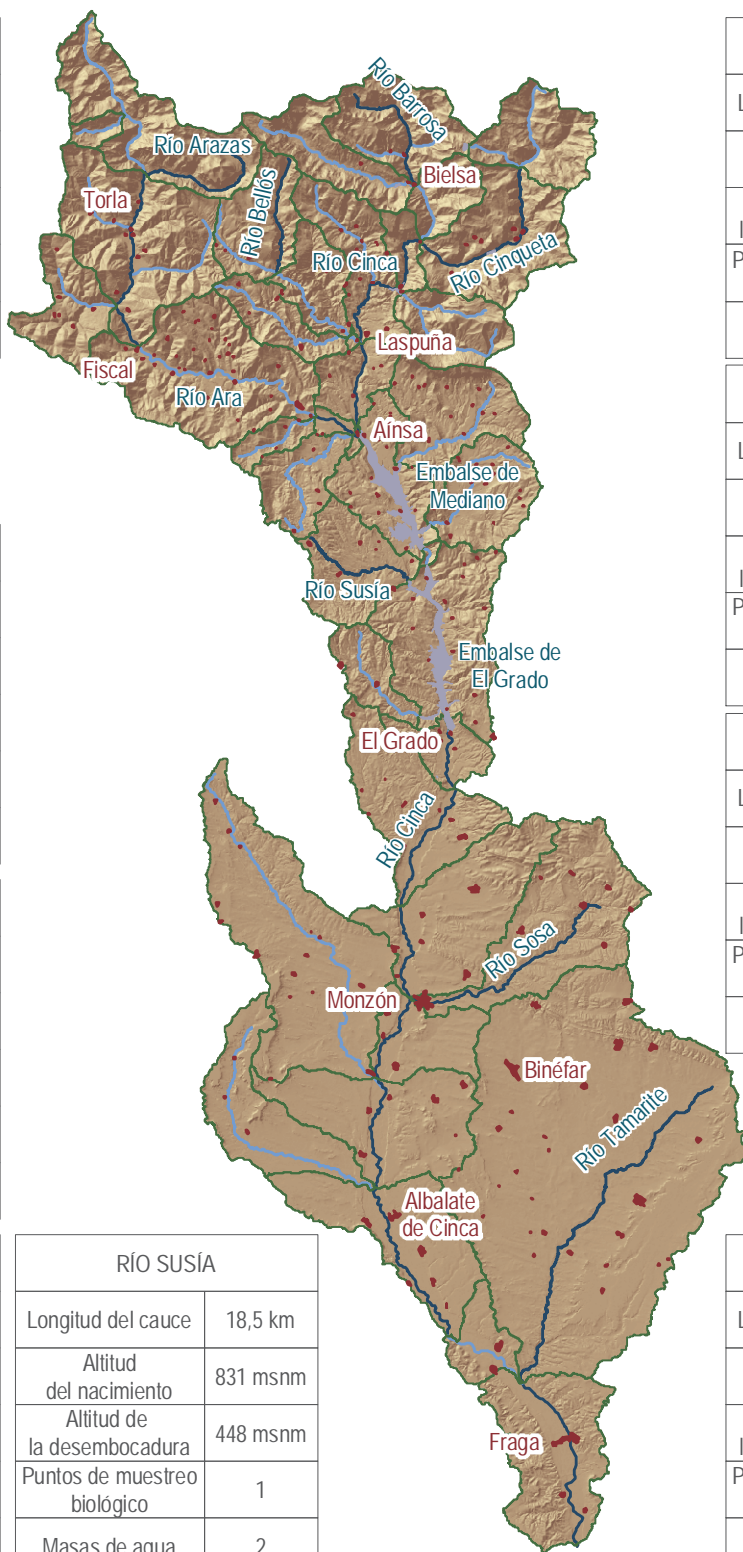 Río Barrosa
Río Arazas
Bielsa
Torla
Río Bellós
Río Cinca
Río Cinqueta
Laspuña
Fiscal
Río Ara
Aínsa
Embalse de
Mediano
Río Susía
Embalse de
El Grado
El Grado
Río Cinca
Río Sosa
Monzón
Binéfar
Río Tamarite
Albalate
de Cinca
Fraga
RÍO SUSÍA
Longitud del cauce 18,5 km
Altitud
del nacimiento 831 msnm
Altitud de
la desembocadura 448 msnm
Puntos de muestreo
biológico 1
Masas de agua 2
L
I
P
L
I
P
L
I
P
L
I
P